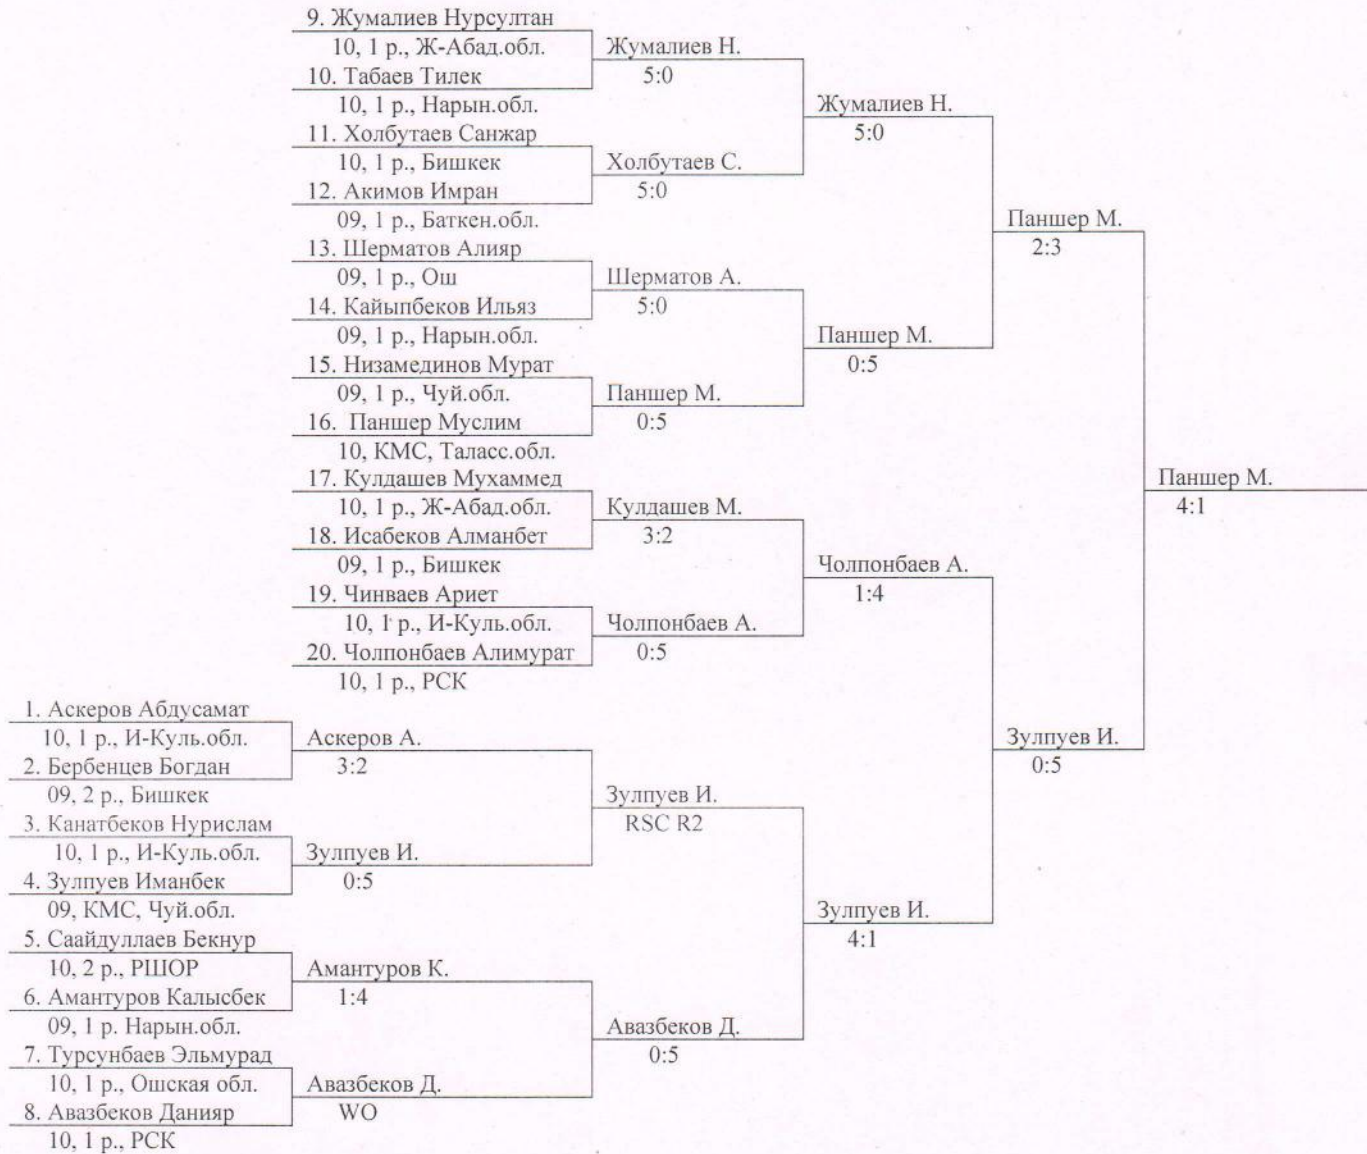 9. Жумалиев Нурсултан
10, 1 р., Ж-Абад.обл.
Жумалиев Н.
10. Табаев Тилек
5:0
10, 1 р., Нарын.обл.
Жумалиев Н.
11. Холбутаев Санжар
5:0
10, 1 р., Бишкек
Холбутаев С.
12. Акимов Имран
5:0
09, 1 р., Баткен.обл.
Паншер М.
13. Шерматов Алияр
2:3
09, 1 р., Ош
Шерматов А.
14. Кайыпбеков Ильяз
5:0
09, 1 р., Нарын.обл.
Паншер М.
15. Низамединов Мурат
0:5
09, 1 р., Чуй.обл.
Паншер М.
16. Паншер Муслим
0:5
10, КМС, Таласс.обл.
17. Кулдашев Мухаммед
Паншер М.
4:1
10, 1 р., Ж-Абад.обл.
Кулдашев М.
18. Исабеков Алманбет
3:2
09, 1 р., Бишкек
Чолпонбаев А.
19. Чинваев Ариет
1:4
10, 1 р., И-Куль.обл.
Чолпонбаев А.
20. Чолпонбаев Алимурат
0:5
10, 1 р., РСК
1. Аскеров Абдусамат
10, 1 р., И-Куль.обл.
Аскеров А.
Зулпуев И.
2. Бербенцев Богдан
3:2
0:5
09, 2 р., Бишкек
Зулпуев И.
3. Канатбеков Нурислам
RSC R2
10, 1 р., И-Куль.обл.
Зулпуев И.
4. Зулпуев Иманбек
0:5
09, КМС, Чуй.обл.
Зулпуев И.
5. Саайдуллаев Бекнур
4:1
10, 2 р., РШОР
Амантуров К.
6. Амантуров Калысбек
1:4
09, 1 р. Нарын.обл.
Авазбеков Д.
7. Турсунбаев Эльмурад
0:5
10, 1 р., Ошская обл.
Авазбеков Д.
8. Авазбеков Данияр
WO
10, 1 р., РСК